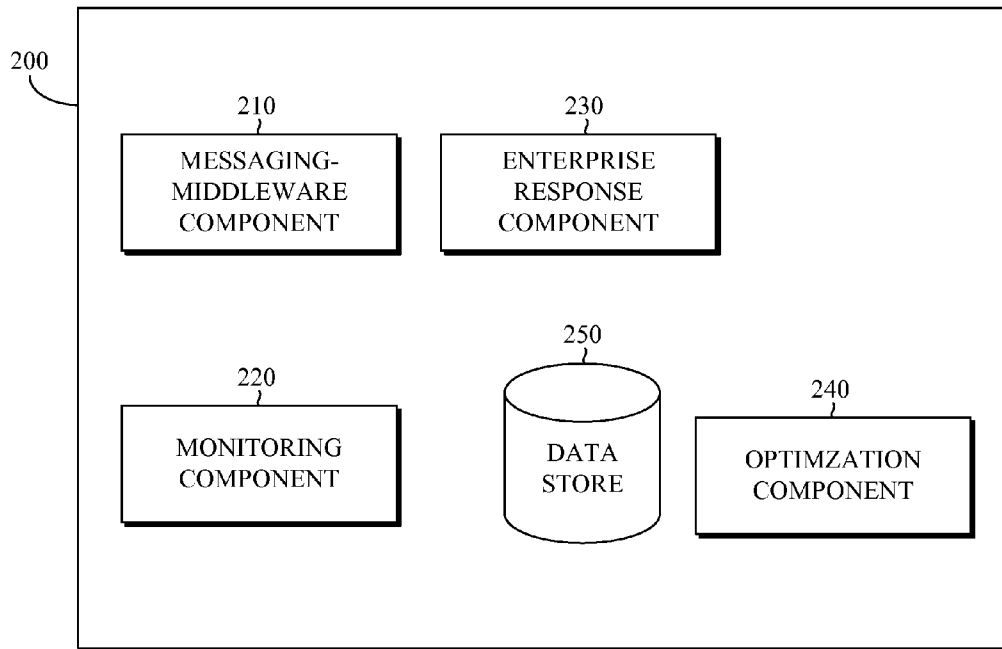 200
210
MESSAGING-
MIDDLEWARE
COMPONENT
230
ENTERPRISE
RESPONSE
COMPONENT
220
MONITORING
COMPONENT
250
DATA
STORE
240
OPTIMZATION
COMPONENT